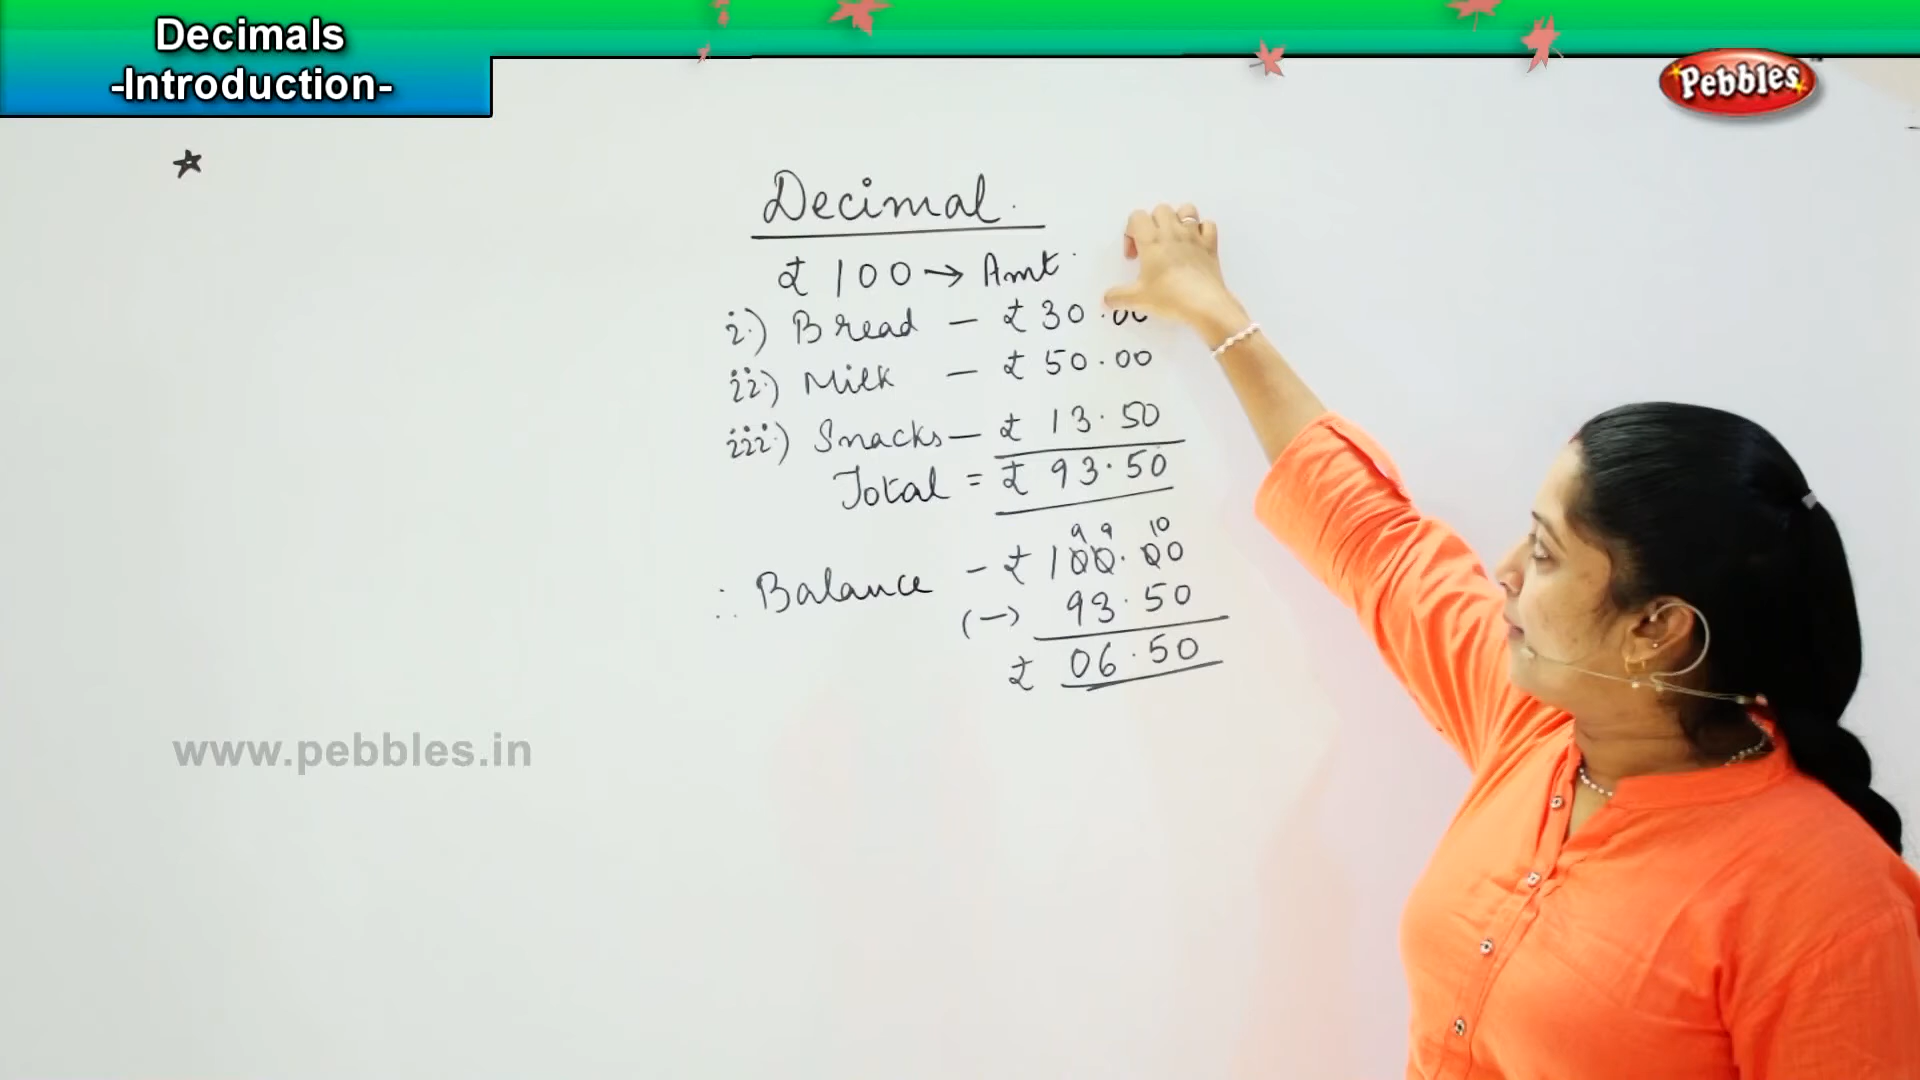 Decimals
-Introduction-
Pebbles
Decimal.
₹ 100 → Amt.
i.) Bread - ₹ 30.00
ii.) Milk - ₹ 50.00
iii.) Snacks - ₹ 13.50
Total = ₹ 93.50
9 9 10
∴ Balance - ₹ 100.00
(-) 93.50
₹ 06.50
www.pebbles.in